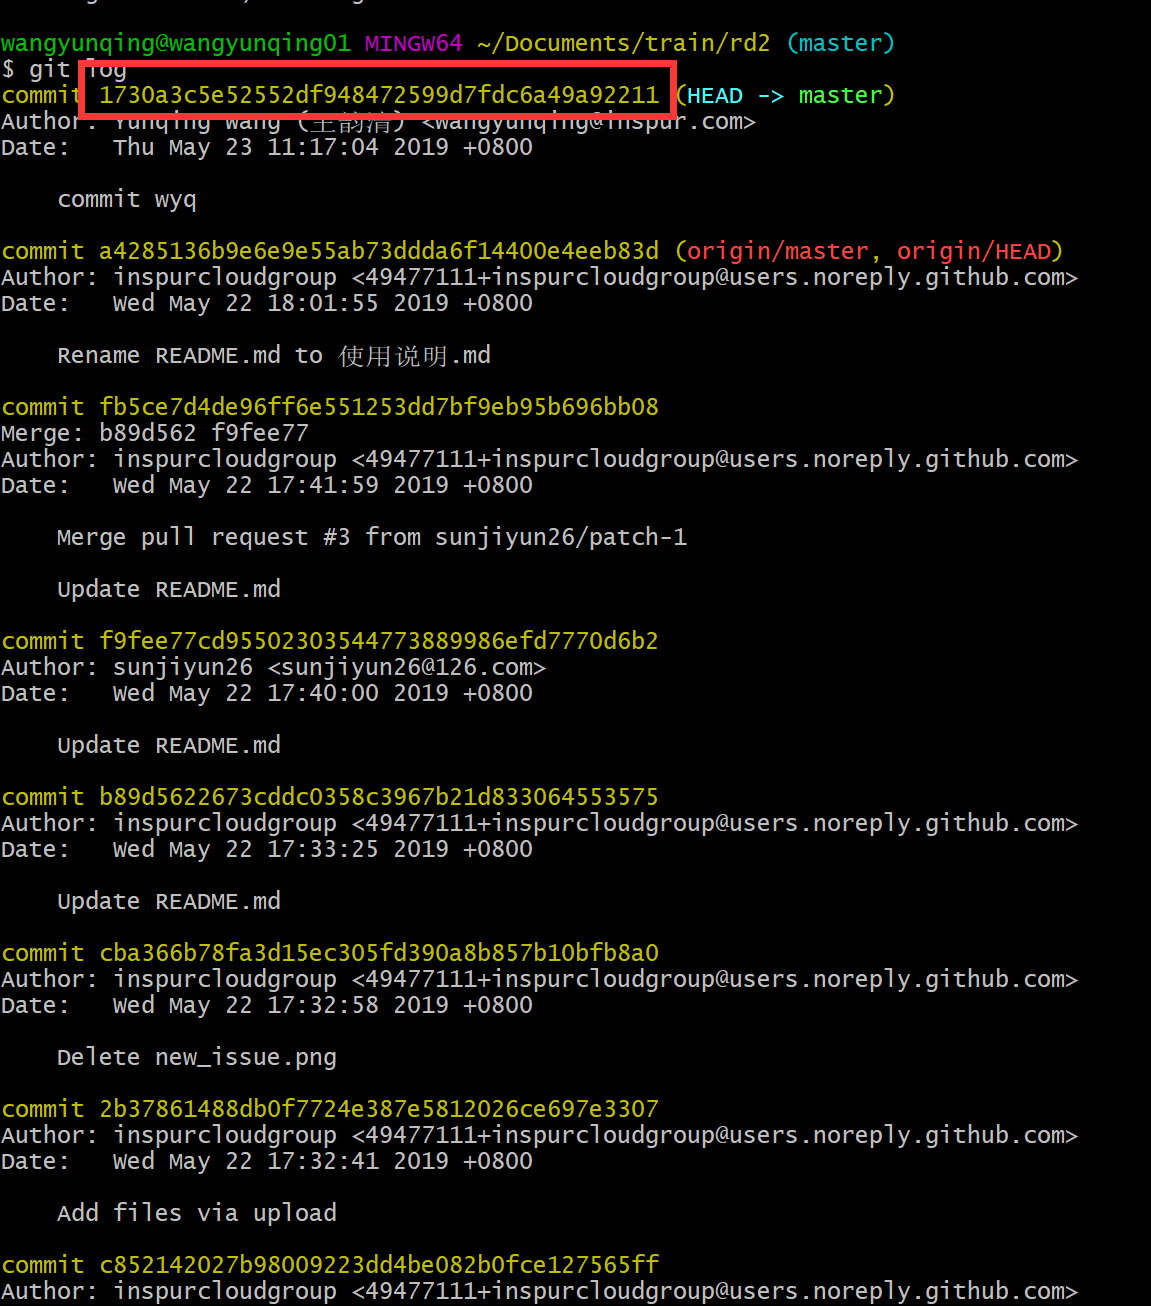 wangyunqing@wangyunqing01 MINGW64 ~/Documents/train/rd2 (master)
$ git log
commit 1730a3c5e52552df948472599d7fdc6a49a92211 (HEAD -> master)
Author: Yunqing Wang (王韵清) <wangyunqing@inspur.com>
Date:   Thu May 23 11:17:04 2019 +0800
commit wyq
commit a4285136b9e6e9e55ab73ddda6f14400e4eeb83d (origin/master, origin/HEAD)
Author: inspurcloudgroup <49477111+inspurcloudgroup@users.noreply.github.com>
Date:   Wed May 22 18:01:55 2019 +0800
Rename README.md to 使用说明.md
commit fb5ce7d4de96ff6e551253dd7bf9eb95b696bb08
Merge: b89d562 f9fee77
Author: inspurcloudgroup <49477111+inspurcloudgroup@users.noreply.github.com>
Date:   Wed May 22 17:41:59 2019 +0800
Merge pull request #3 from sunjiyun26/patch-1
Update README.md
commit f9fee77cd95502303544773889986efd7770d6b2
Author: sunjiyun26 <sunjiyun26@126.com>
Date:   Wed May 22 17:40:00 2019 +0800
Update README.md
commit b89d5622673cddc0358c3967b21d833064553575
Author: inspurcloudgroup <49477111+inspurcloudgroup@users.noreply.github.com>
Date:   Wed May 22 17:33:25 2019 +0800
Update README.md
commit cba366b78fa3d15ec305fd390a8b857b10bfb8a0
Author: inspurcloudgroup <49477111+inspurcloudgroup@users.noreply.github.com>
Date:   Wed May 22 17:32:58 2019 +0800
Delete new_issue.png
commit 2b37861488db0f7724e387e5812026ce697e3307
Author: inspurcloudgroup <49477111+inspurcloudgroup@users.noreply.github.com>
Date:   Wed May 22 17:32:41 2019 +0800
Add files via upload
commit c852142027b98009223dd4be082b0fce127565ff
Author: inspurcloudgroup <49477111+inspurcloudgroup@users.noreply.github.com>